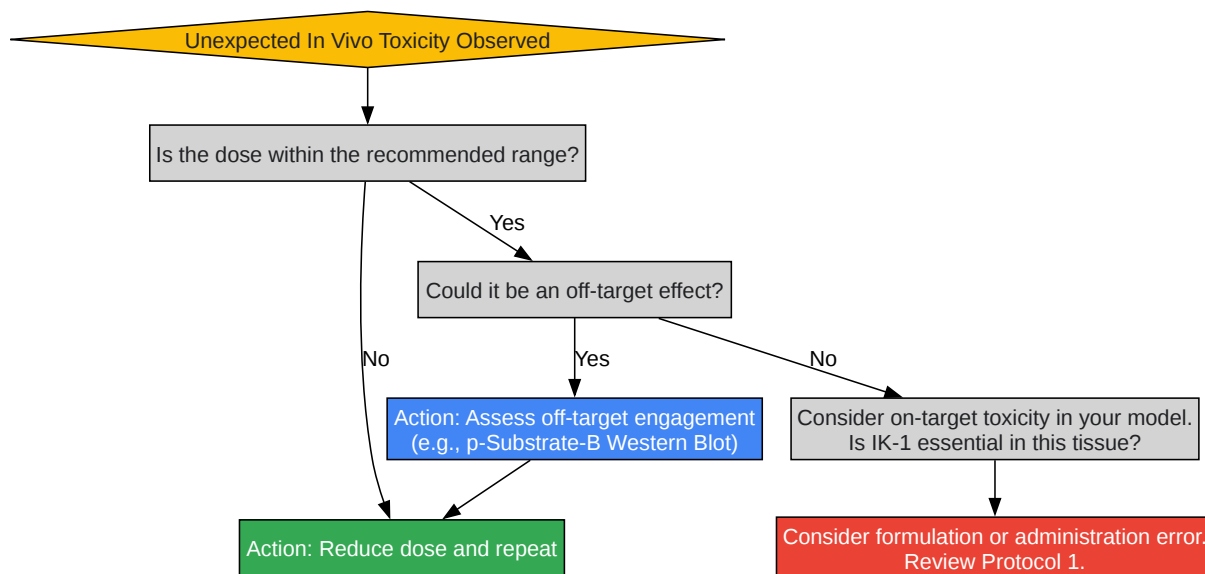 Unexpected In Vivo Toxicity Observed
Is the dose within the recommended range?
Yes
Could it be an off-target effect?
No
Yes
No
Action: Assess off-target engagement
(e.g., p-Substrate-B Western Blot)
Consider on-target toxicity in your model.
Is IK-1 essential in this tissue?
Action: Reduce dose and repeat
Consider formulation or administration error.
Review Protocol 1.